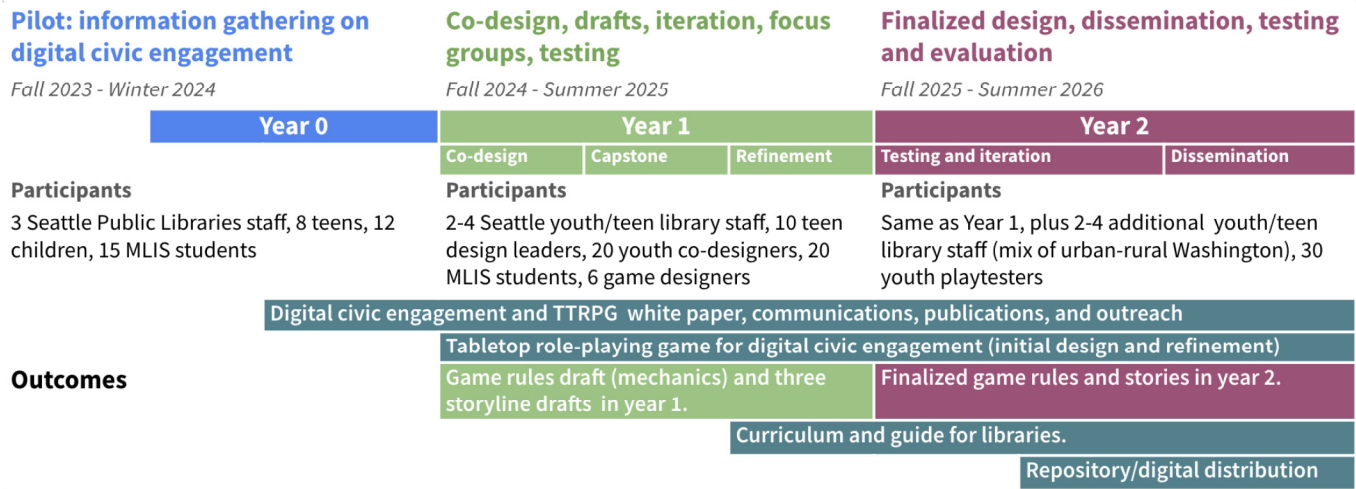 Pilot: information gathering on
digital civic engagement
Fall 2023 - Winter 2024
Co-design, drafts, iteration, focus
groups, testing
Fall 2024 - Summer 2025
Finalized design, dissemination, testing
and evaluation
Fall 2025 - Summer 2026
Year 0
Year 1
Year 2
Co-design
Capstone
Refinement
Testing and iteration
Dissemination
Participants
3 Seattle Public Libraries staff, 8 teens, 12
children, 15 MLIS students
Participants
2-4 Seattle youth/teen library staff, 10 teen
design leaders, 20 youth co-designers, 20
MLIS students, 6 game designers
Participants
Same as Year 1, plus 2-4 additional  youth/teen
library staff (mix of urban-rural Washington), 30
youth playtesters
Digital civic engagement and TTRPG  white paper, communications, publications, and outreach
Tabletop role-playing game for digital civic engagement (initial design and refinement)
Outcomes
Game rules draft (mechanics) and three
storyline drafts  in year 1.
Finalized game rules and stories in year 2.
Curriculum and guide for libraries.
Repository/digital distribution